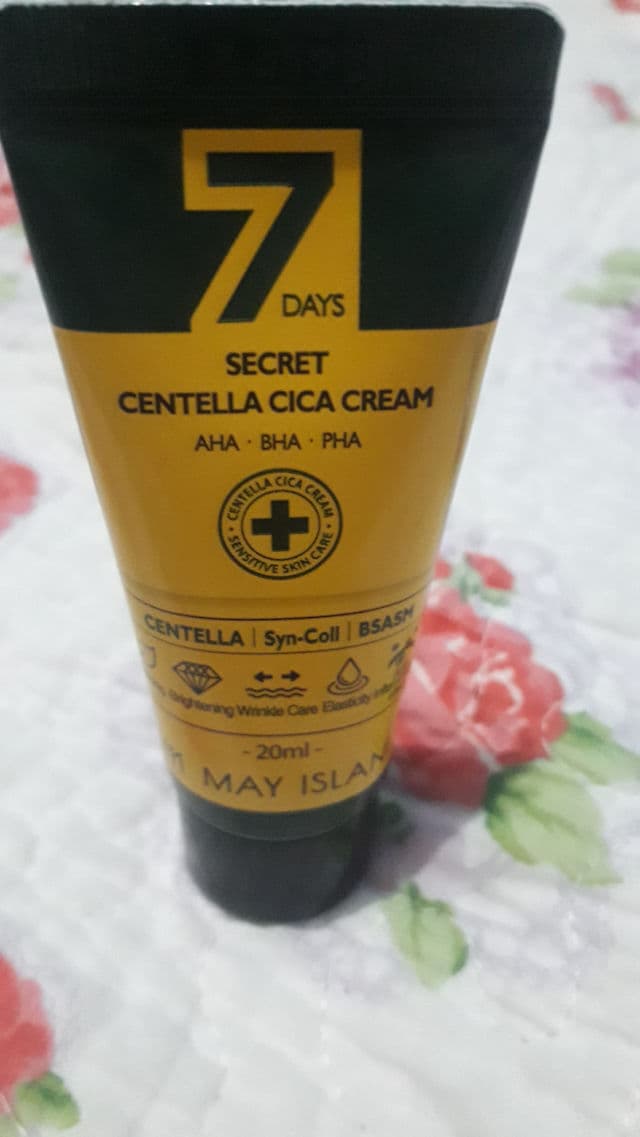 7
DAYS
SECRET
CENTELLA CICA CREAM
AHA · BHA · PHA
CENTELLA CICA CREAM
SENSITIVE SKIN CARE
CENTELLA | Syn-Coll | BSASM
Brightening Wrinkle Care Elasticity
- 20ml -
MAY ISLAN